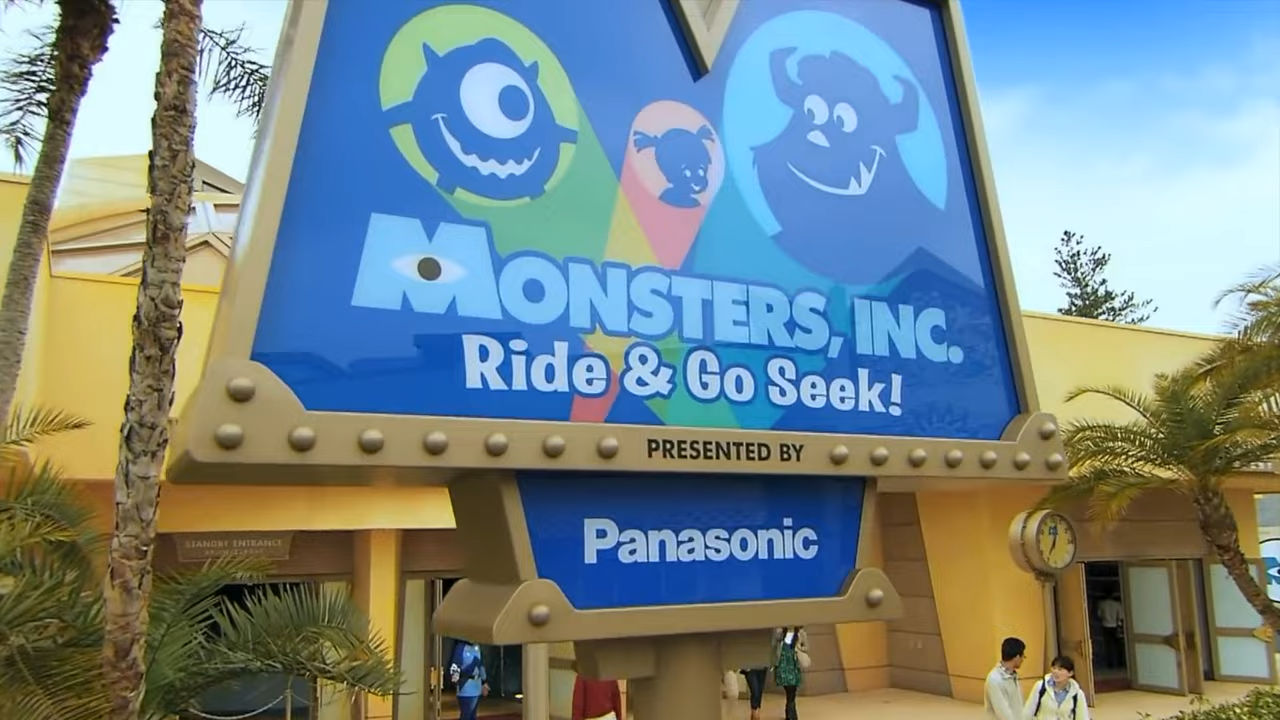 MONSTERS, INC.
Ride & Go Seek!
PRESENTED BY
Panasonic
STANDBY ENTRANCE